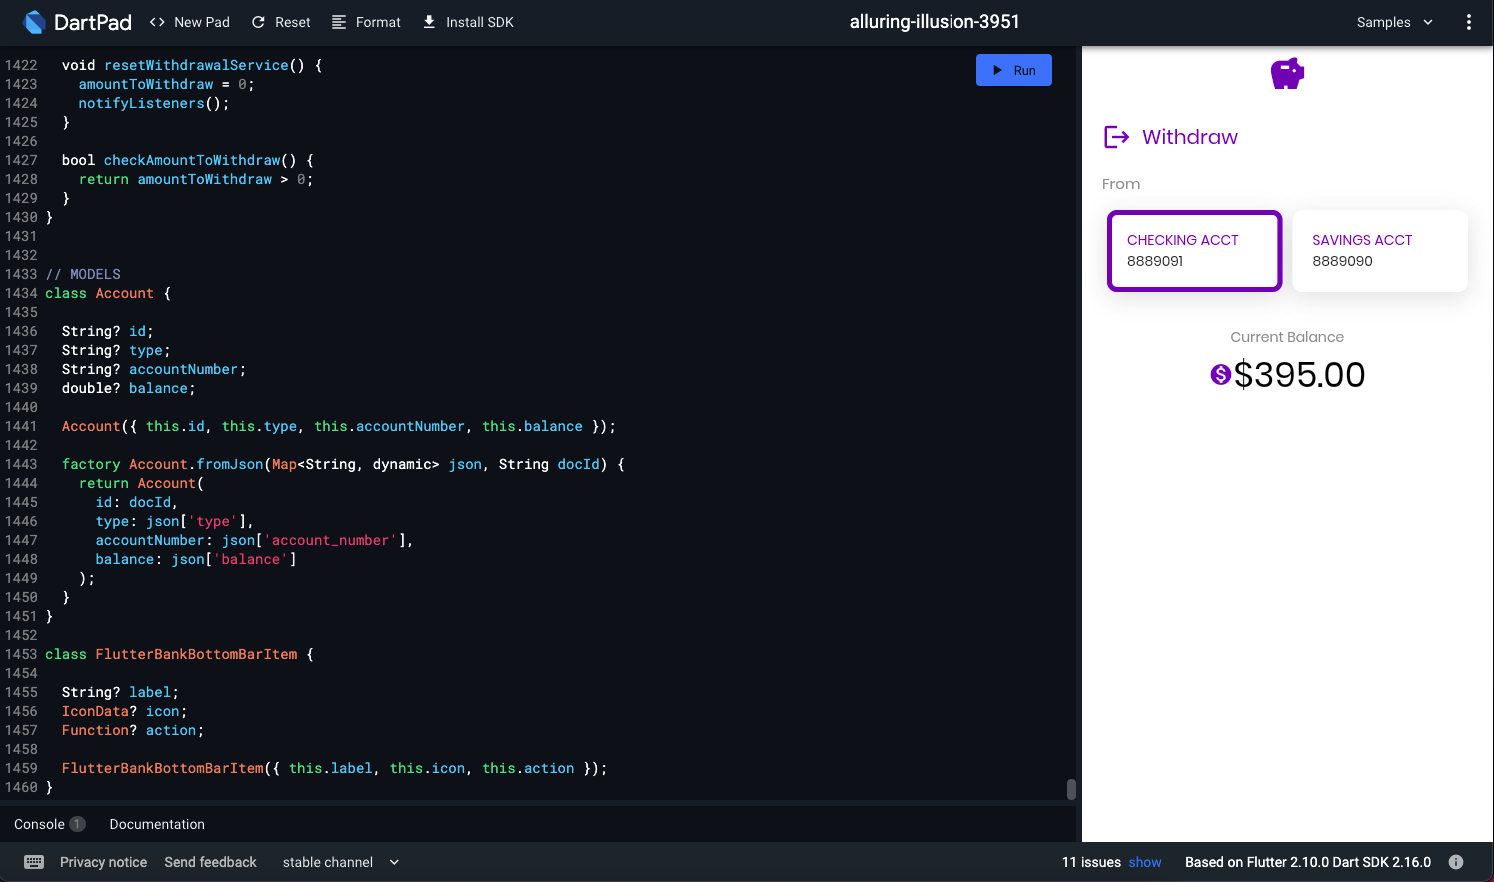 DartPad <> New Pad Reset Format Install SDK alluring-illusion-3951 Samples
Run
1422 void resetWithdrawalService() {
1423 amountToWithdraw = 0;
1424 notifyListeners();
1425 }
1426
1427 bool checkAmountToWithdraw() {
1428 return amountToWithdraw > 0;
1429 }
1430 }
1431
1432
1433 // MODELS
1434 class Account {
1435
1436 String? id;
1437 String? type;
1438 String? accountNumber;
1439 double? balance;
1440
1441 Account({ this.id, this.type, this.accountNumber, this.balance });
1442
1443 factory Account.fromJson(Map<String, dynamic> json, String docId) {
1444 return Account(
1445 id: docId,
1446 type: json['type'],
1447 accountNumber: json['account_number'],
1448 balance: json['balance']
1449 );
1450 }
1451 }
1452
1453 class FlutterBankBottomBarItem {
1454
1455 String? label;
1456 IconData? icon;
1457 Function? action;
1458
1459 FlutterBankBottomBarItem({ this.label, this.icon, this.action });
1460 }
Withdraw
From
CHECKING ACCT
8889091
SAVINGS ACCT
8889090
Current Balance
$395.00
Console 1 Documentation
Privacy notice Send feedback stable channel 11 issues show Based on Flutter 2.10.0 Dart SDK 2.16.0